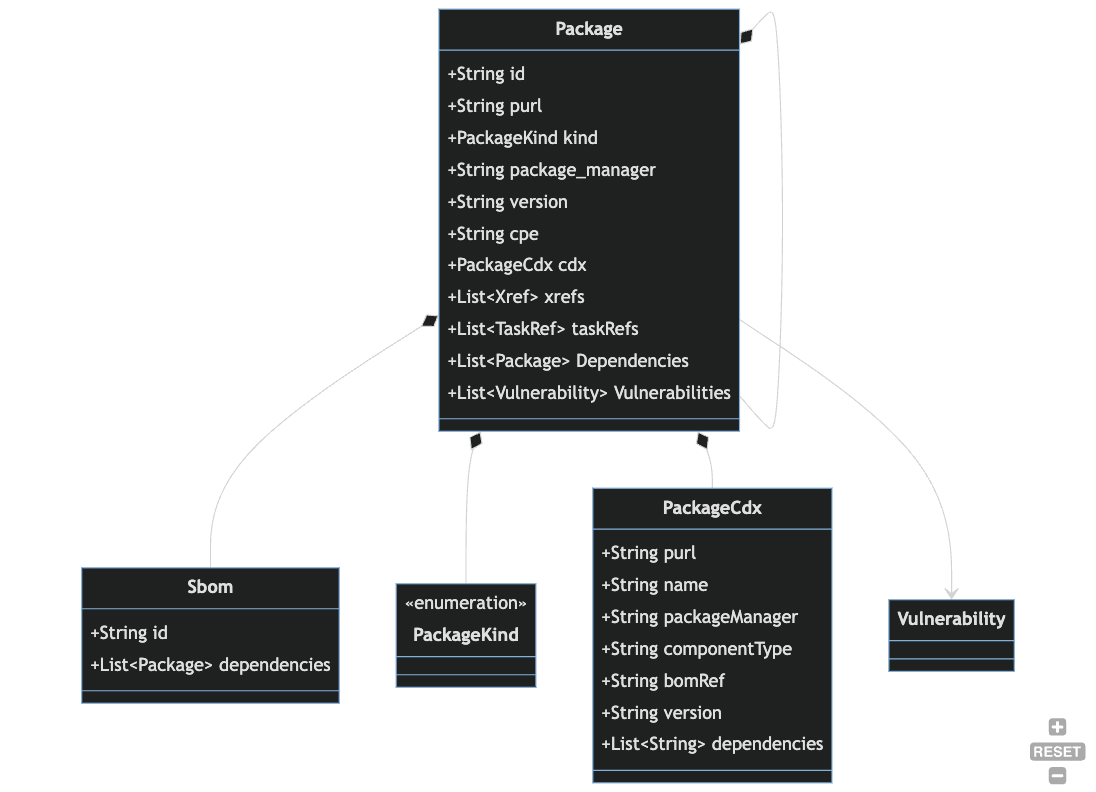 Package
+String id
+String purl
+PackageKind kind
+String package_manager
+String version
+String cpe
+PackageCdx cdx
+List<Xref> xrefs
+List<TaskRef> taskRefs
+List<Package> Dependencies
+List<Vulnerability> Vulnerabilities
Sbom
+String id
+List<Package> dependencies
«enumeration»
PackageKind
PackageCdx
+String purl
+String name
+String packageManager
+String componentType
+String bomRef
+String version
+List<String> dependencies
Vulnerability
RESET